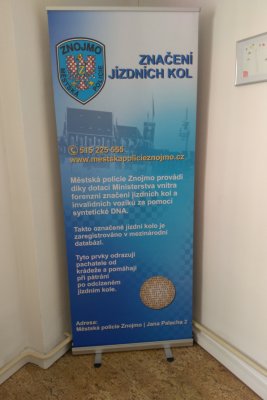 ZNOJMO
MĚSTSKÁ POLICIE
ZNAČENÍ
JÍZDNÍCH KOL
515 225 555
www.mestskapolicieznojmo.cz
Městská policie Znojmo provádí
díky dotaci Ministerstva vnitra
forenzní značení jízdních kol a
invalidních vozíků za pomocí
syntetické DNA.
Takto označené jízdní kolo je
zaregistrováno v mezinárodní
databázi.
Tyto prvky odrazují
pachatele od
krádeže a pomáhají
při pátrání
po odcizeném
jízdním kole.
Adresa:
Městská policie Znojmo | Jana Palacha 2